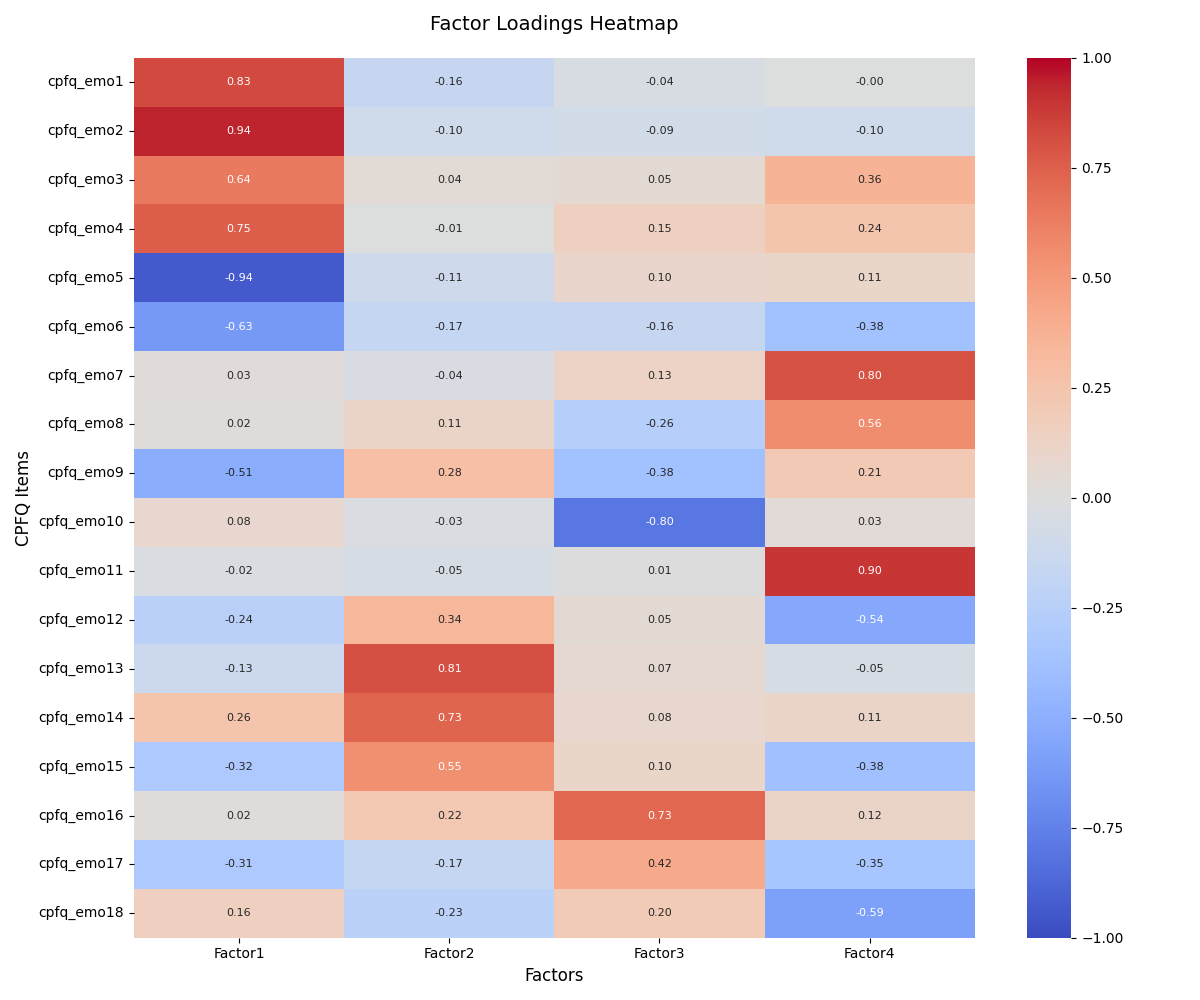 Factor Loadings Heatmap
cpfq_emo1 0.83 -0.16 -0.04 -0.00
cpfq_emo2 0.94 -0.10 -0.09 -0.10
cpfq_emo3 0.64 0.04 0.05 0.36
cpfq_emo4 0.75 -0.01 0.15 0.24
cpfq_emo5 -0.94 -0.11 0.10 0.11
cpfq_emo6 -0.63 -0.17 -0.16 -0.38
cpfq_emo7 0.03 -0.04 0.13 0.80
cpfq_emo8 0.02 0.11 -0.26 0.56
cpfq_emo9 -0.51 0.28 -0.38 0.21
cpfq_emo10 0.08 -0.03 -0.80 0.03
cpfq_emo11 -0.02 -0.05 0.01 0.90
cpfq_emo12 -0.24 0.34 0.05 -0.54
cpfq_emo13 -0.13 0.81 0.07 -0.05
cpfq_emo14 0.26 0.73 0.08 0.11
cpfq_emo15 -0.32 0.55 0.10 -0.38
cpfq_emo16 0.02 0.22 0.73 0.12
cpfq_emo17 -0.31 -0.17 0.42 -0.35
cpfq_emo18 0.16 -0.23 0.20 -0.59
Factor1 Factor2 Factor3 Factor4
Factors
CPFQ Items
1.00
0.75
0.50
0.25
0.00
−0.25
−0.50
−0.75
−1.00